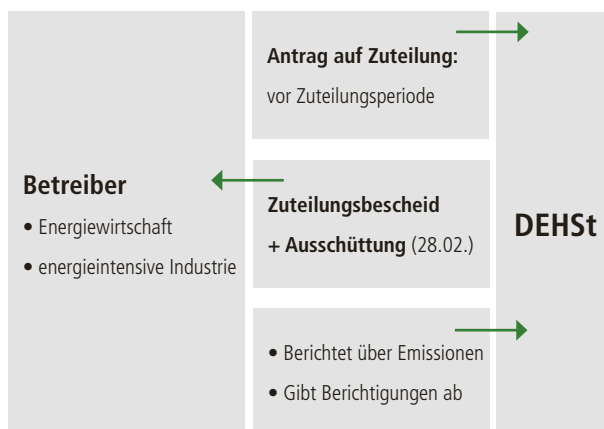 Antrag auf Zuteilung:
vor Zuteilungsperiode
Betreiber
• Energiewirtschaft
• energieintensive Industrie
Zuteilungsbescheid
+ Ausschüttung (28.02.)
DEHSt
• Berichtet über Emissionen
• Gibt Berichtigungen ab